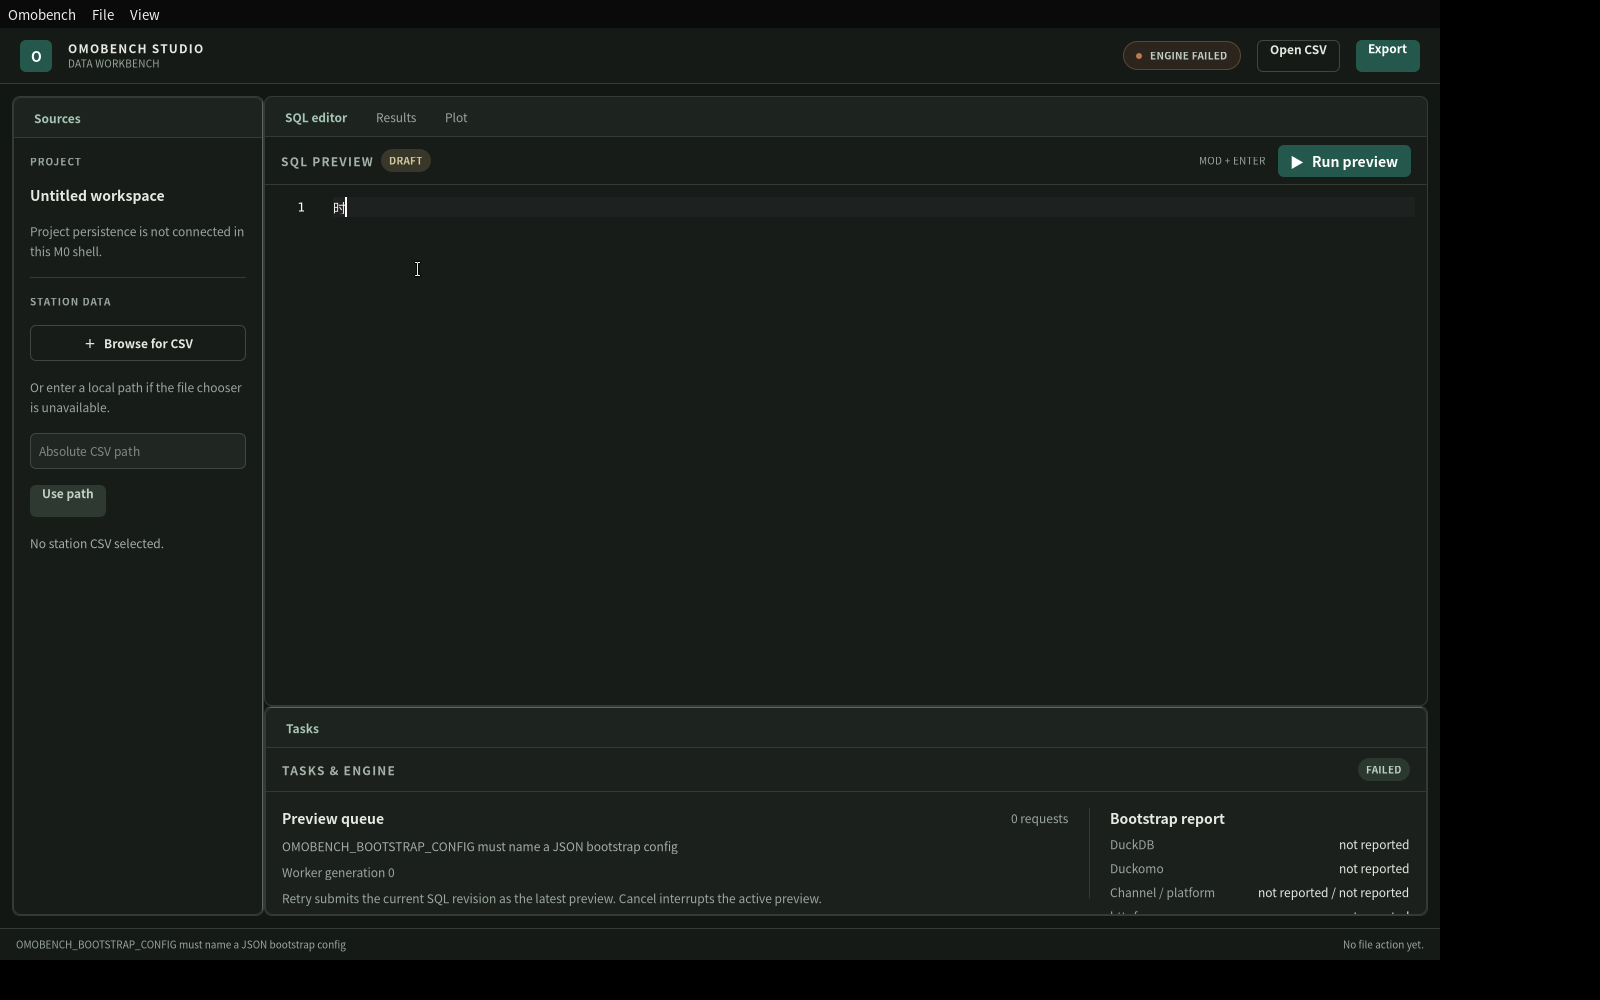 Omobench File View
O
OMOBENCH STUDIO
DATA WORKBENCH
ENGINE FAILED
Open CSV
Export
Sources
PROJECT
Untitled workspace
Project persistence is not connected in
this M0 shell.
STATION DATA
+ Browse for CSV
Or enter a local path if the file chooser
is unavailable.
Absolute CSV path
Use path
No station CSV selected.
SQL editor Results Plot
SQL PREVIEW DRAFT
MOD + ENTER
Run preview
1 时
Tasks
TASKS & ENGINE
FAILED
Preview queue
0 requests
OMOBENCH_BOOTSTRAP_CONFIG must name a JSON bootstrap config
Worker generation 0
Retry submits the current SQL revision as the latest preview. Cancel interrupts the active preview.
Bootstrap report
DuckDB not reported
Duckomo not reported
Channel / platform not reported / not reported
OMOBENCH_BOOTSTRAP_CONFIG must name a JSON bootstrap config
No file action yet.